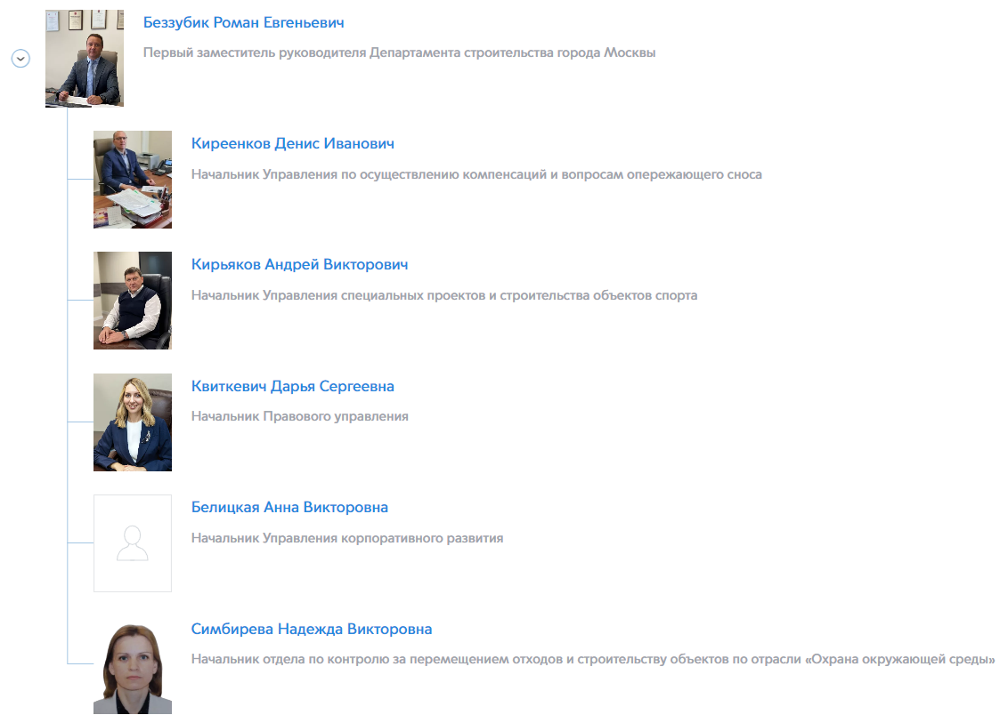 Беззубик Роман Евгеньевич
Первый заместитель руководителя Департамента строительства города Москвы
Киреенков Денис Иванович
Начальник Управления по осуществлению компенсаций и вопросам опережающего сноса
Кирьяков Андрей Викторович
Начальник Управления специальных проектов и строительства объектов спорта
Квиткевич Дарья Сергеевна
Начальник Правового управления
Белицкая Анна Викторовна
Начальник Управления корпоративного развития
Симбирева Надежда Викторовна
Начальник отдела по контролю за перемещением отходов и строительству объектов по отрасли «Охрана окружающей среды»